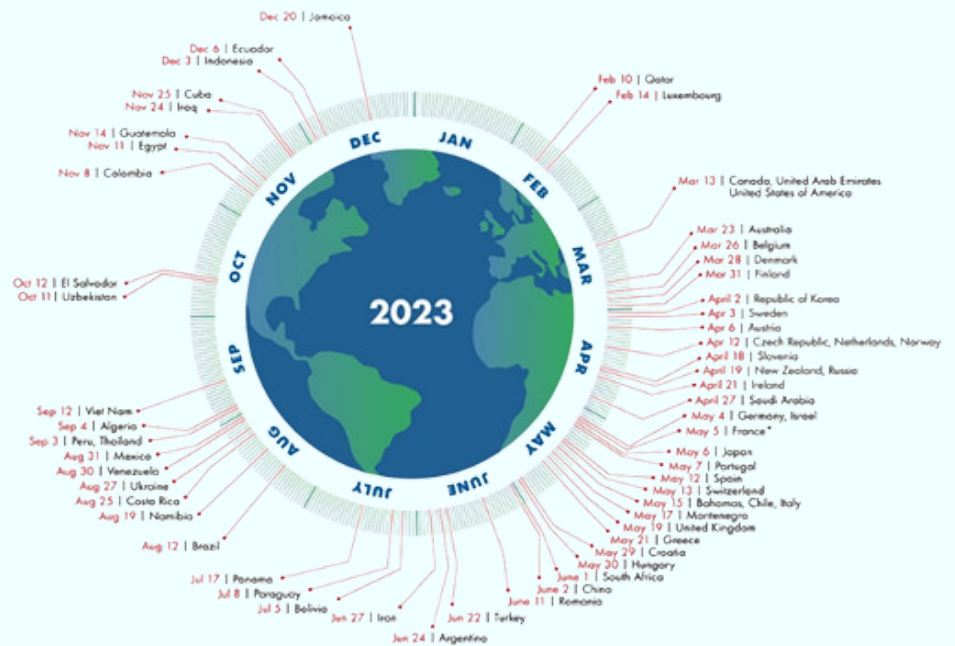 Dec 20 | Jamaica
Dec 6 | Ecuador
Dec 3 | Indonesia
Nov 25 | Cuba
Nov 24 | Iraq
Nov 14 | Guatemala
Nov 11 | Egypt
Nov 8 | Colombia
Oct 12 | El Salvador
Oct 11 | Uzbekistan
Sep 12 | Viet Nam
Sep 4 | Algeria
Sep 3 | Peru, Thailand
Aug 31 | Mexico
Aug 30 | Venezuela
Aug 27 | Ukraine
Aug 25 | Costa Rica
Aug 19 | Namibia
Aug 12 | Brazil
Jul 17 | Panama
Jul 8 | Paraguay
Jul 5 | Bolivia
Jun 27 | Iran
Jun 24 | Argentina
Jun 22 | Turkey
Feb 10 | Qatar
Feb 14 | Luxembourg
Mar 13 | Canada, United Arab Emirates
United States of America
Mar 23 | Australia
Mar 26 | Belgium
Mar 28 | Denmark
Mar 31 | Finland
April 2 | Republic of Korea
Apr 3 | Sweden
Apr 6 | Austria
Apr 12 | Czech Republic, Netherlands, Norway
April 18 | Slovenia
April 19 | New Zealand, Russia
April 21 | Ireland
April 27 | Saudi Arabia
May 4 | Germany, Israel
May 5 | France*
May 6 | Japan
May 7 | Portugal
May 12 | Spain
May 13 | Switzerland
May 15 | Bahamas, Chile, Italy
May 17 | Montenegro
May 19 | United Kingdom
May 21 | Greece
May 29 | Croatia
May 30 | Hungary
June 1 | South Africa
June 2 | China
June 11 | Romania
JAN
FEB
MAR
APR
MAY
JUNE
JULY
AUG
SEP
OCT
NOV
DEC
2023